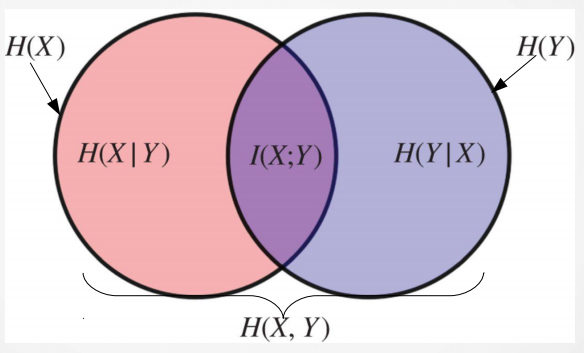 H(X)
H(Y)
H(X|Y)
I(X;Y)
H(Y|X)
H(X, Y)